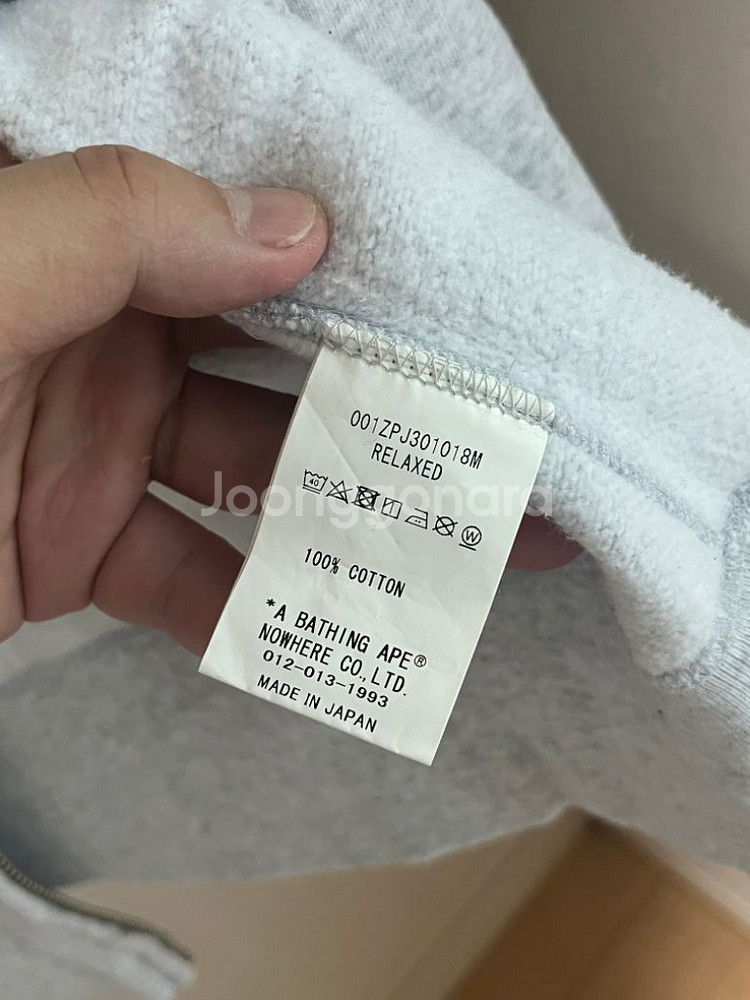 001ZPJ301018M
RELAXED
40
W
Joonggonara
100% COTTON
*A BATHING APE®
NOWHERE CO., LTD.
012-013-1993
MADE IN JAPAN